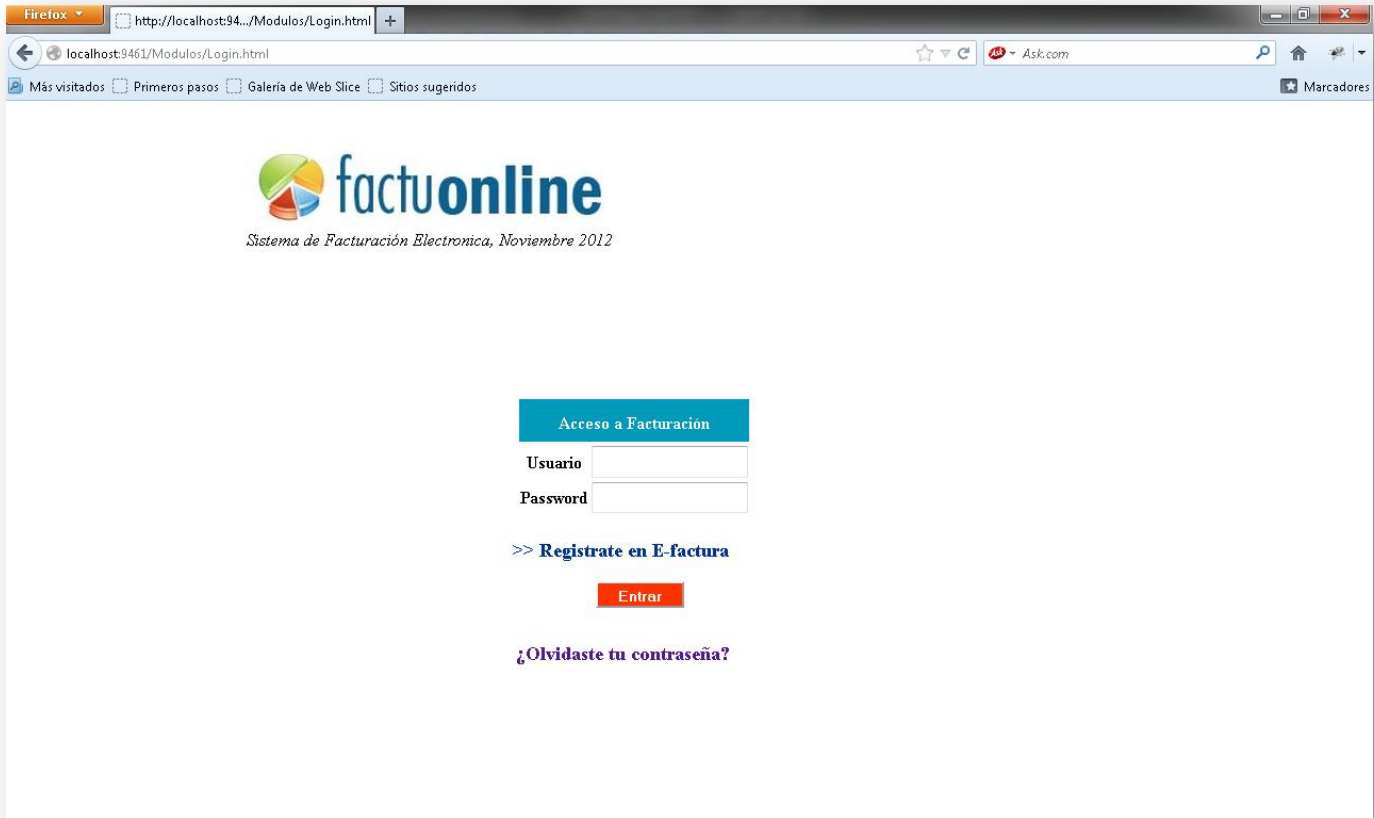 Firefox
http://localhost:94.../Modulos/Login.html
localhost:9461/Modulos/Login.html
Ask
Ask.com
Más visitados Primeros pasos Galería de Web Slice Sitios sugeridos
Marcadores
factuonline
Sistema de Facturación Electronica, Noviembre 2012
Acceso a Facturación
Usuario
Password
>> Registrate en E-factura
Entrar
¿Olvidaste tu contraseña?